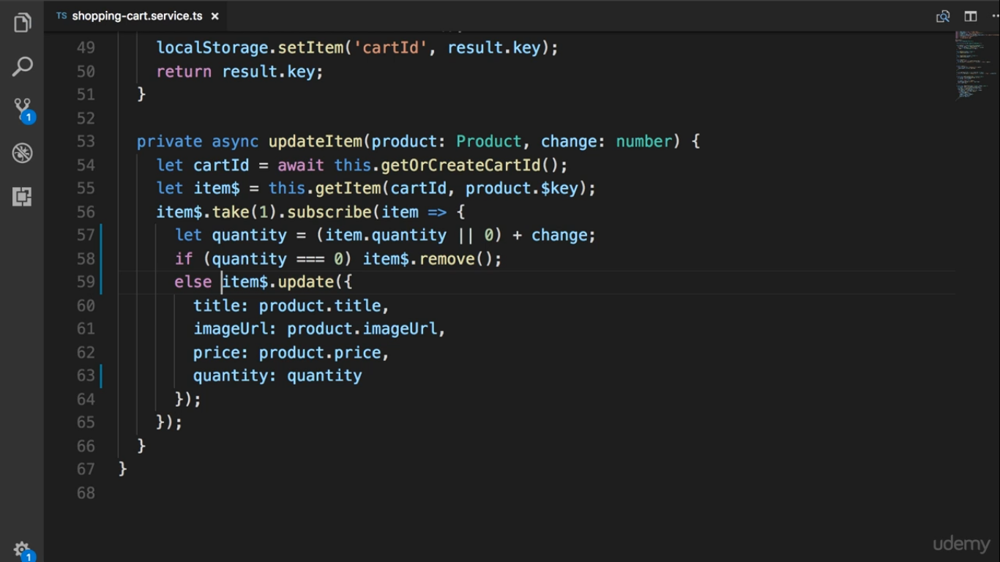 TS shopping-cart.service.ts ×
49 localStorage.setItem('cartId', result.key);
50 return result.key;
51 }
52
53 private async updateItem(product: Product, change: number) {
54 let cartId = await this.getOrCreateCartId();
55 let item$ = this.getItem(cartId, product.$key);
56 item$.take(1).subscribe(item => {
57 let quantity = (item.quantity || 0) + change;
58 if (quantity === 0) item$.remove();
59 else item$.update({
60 title: product.title,
61 imageUrl: product.imageUrl,
62 price: product.price,
63 quantity: quantity
64 });
65 });
66 }
67 }
68
1
1
udemy